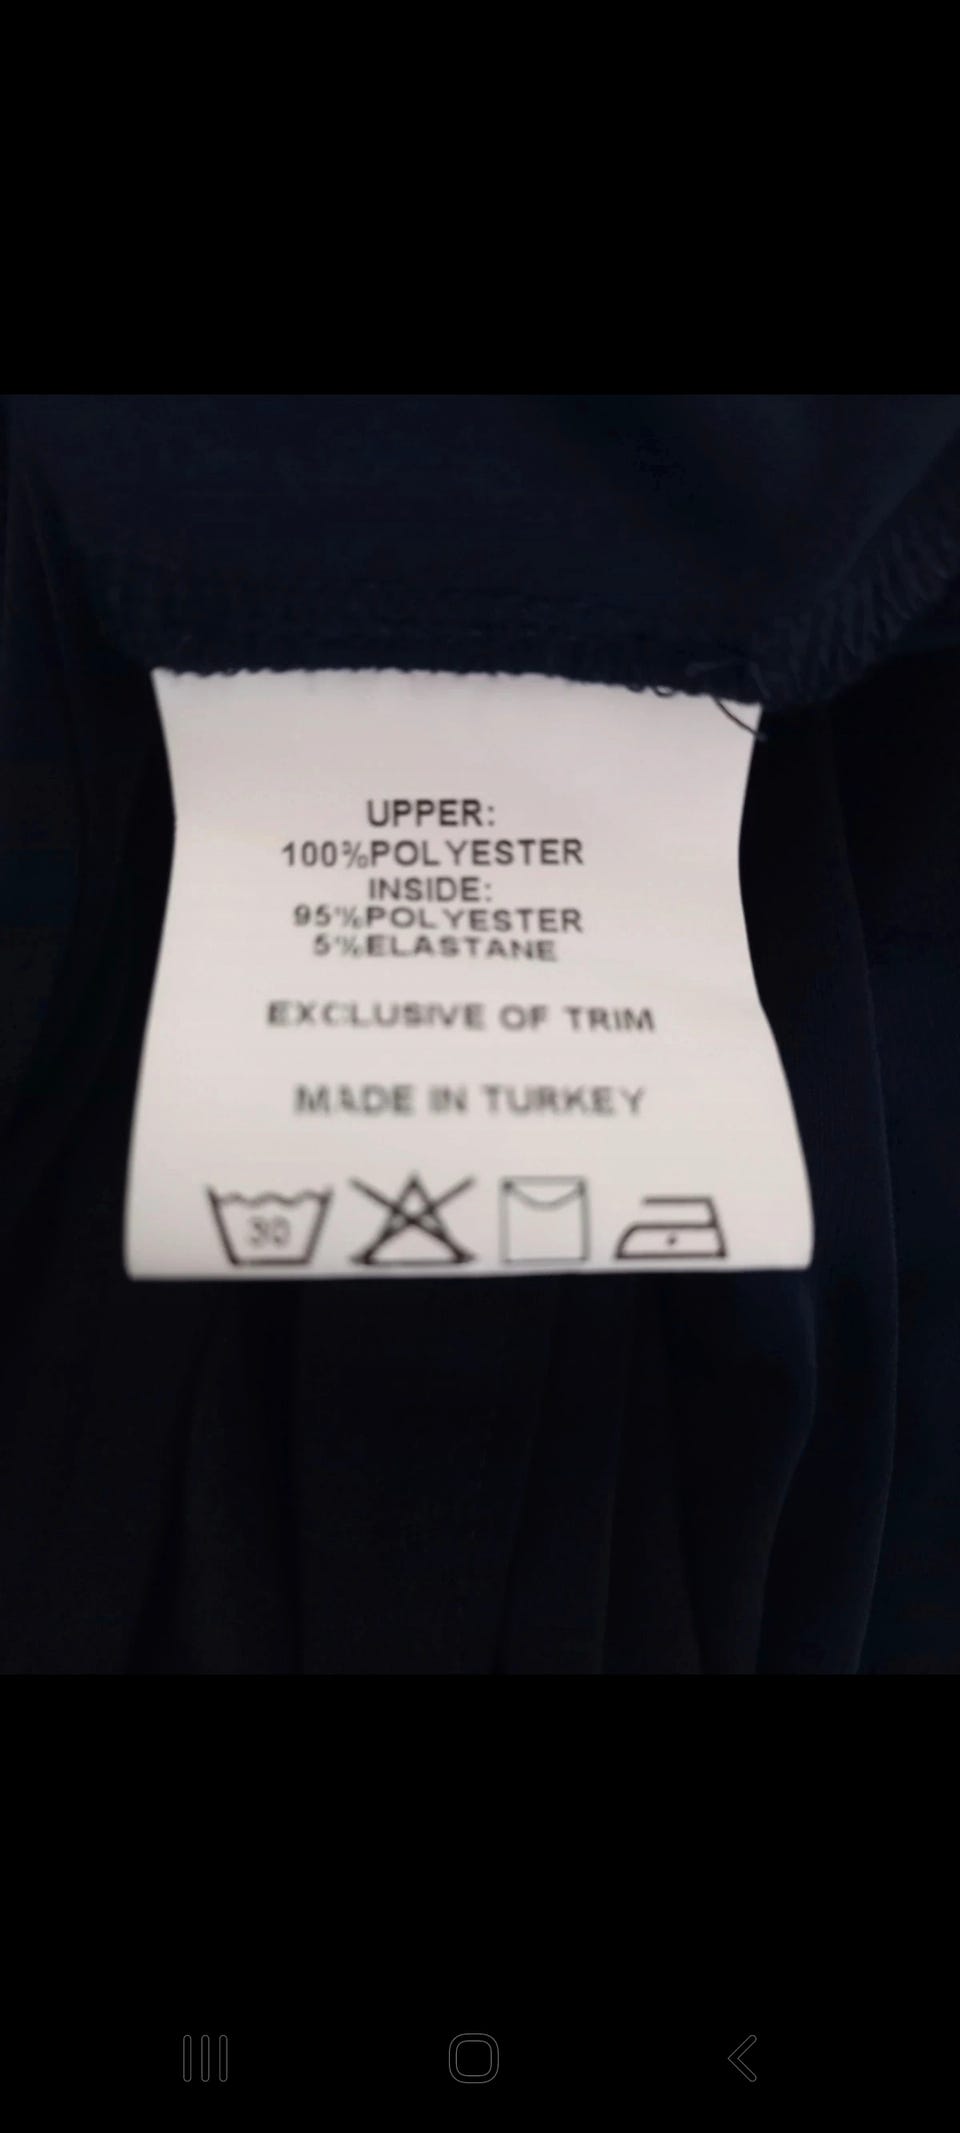 UPPER:
100%POLYESTER
INSIDE:
95%POLYESTER
5%ELASTANE
EXCLUSIVE OF TRIM
MADE IN TURKEY
30